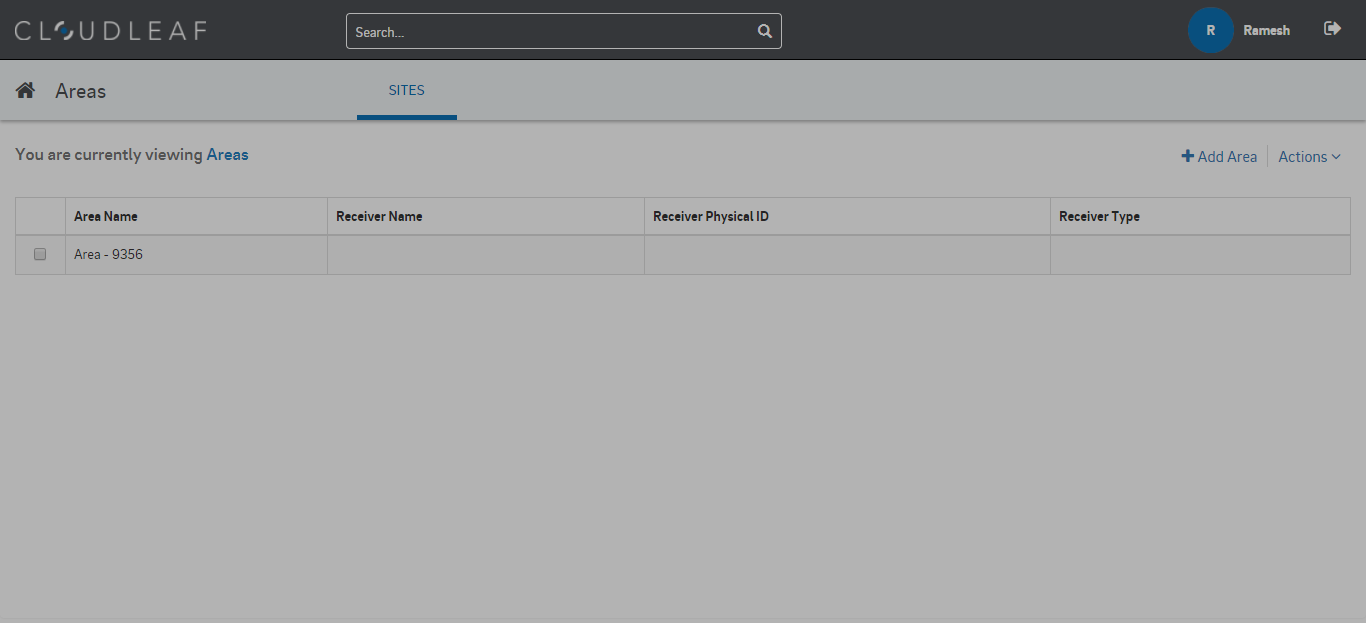 CLOUDLEAF
Search...
R
Ramesh
Areas
SITES
You are currently viewing Areas
Add Area
Actions
Area Name
Receiver Name
Receiver Physical ID
Receiver Type
Area - 9356